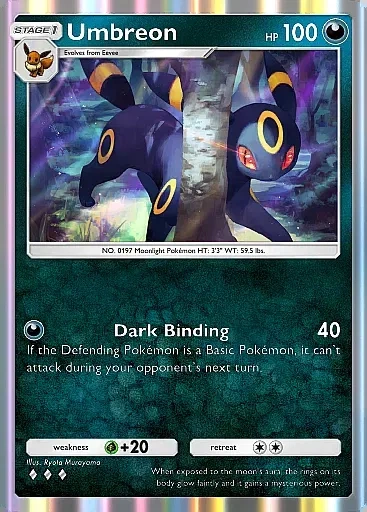 STAGE 1
Umbreon
HP 100
Evolves from Eevee
NO. 0197 Moonlight Pokémon HT: 3'3" WT: 59.5 lbs.
Dark Binding 40
If the Defending Pokémon is a Basic Pokémon, it can't
attack during your opponent's next turn.
weakness +20
retreat
Illus. Ryota Murayama
When exposed to the moon's aura, the rings on its
body glow faintly and it gains a mysterious power.